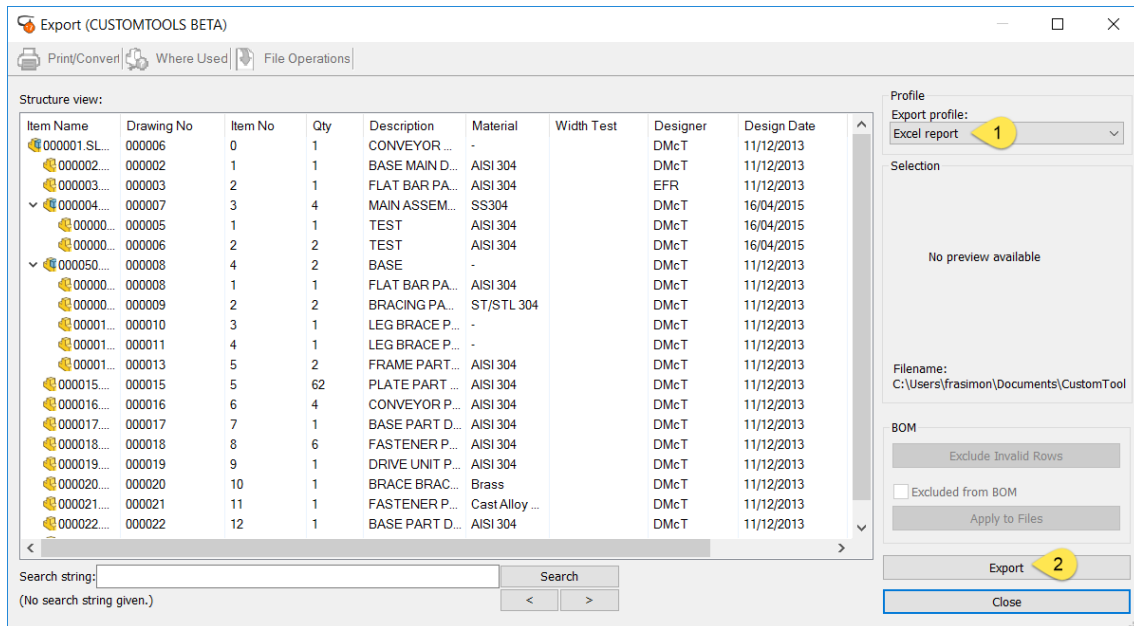 Export (CUSTOMTOOLS BETA)
Print/Convert Where Used File Operations
Structure view:
Item Name Drawing No Item No Qty Description Material Width Test Designer Design Date
000001.SL... 000006 0 1 CONVEYOR ... - DMcT 11/12/2013
000002.... 000002 1 1 BASE MAIN D... AISI 304 DMcT 11/12/2013
000003.... 000003 2 1 FLAT BAR PA... AISI 304 EFR 11/12/2013
000004.... 000007 3 4 MAIN ASSEM... SS304 DMcT 16/04/2015
00000... 000005 1 1 TEST AISI 304 DMcT 16/04/2015
00000... 000006 2 2 TEST AISI 304 DMcT 16/04/2015
000050.... 000008 4 2 BASE - DMcT 11/12/2013
00000... 000008 1 1 FLAT BAR PA... AISI 304 DMcT 11/12/2013
00000... 000009 2 2 BRACING PA... ST/STL 304 DMcT 11/12/2013
00001... 000010 3 1 LEG BRACE P... - DMcT 11/12/2013
00001... 000011 4 1 LEG BRACE P... - DMcT 11/12/2013
00001... 000013 5 2 FRAME PART... AISI 304 DMcT 11/12/2013
000015.... 000015 5 62 PLATE PART ... AISI 304 DMcT 11/12/2013
000016.... 000016 6 4 CONVEYOR P... AISI 304 DMcT 11/12/2013
000017.... 000017 7 1 BASE PART D... AISI 304 DMcT 11/12/2013
000018.... 000018 8 6 FASTENER P... AISI 304 DMcT 11/12/2013
000019.... 000019 9 1 DRIVE UNIT P... AISI 304 DMcT 11/12/2013
000020.... 000020 10 1 BRACE BRAC... Brass DMcT 11/12/2013
000021.... 000021 11 1 FASTENER P... Cast Alloy ... DMcT 11/12/2013
000022.... 000022 12 1 BASE PART D... AISI 304 DMcT 11/12/2013
Search string: Search
(No search string given.) < >
Profile
Export profile:
Excel report 1
Selection
No preview available
Filename:
C:\Users\frasimon\Documents\CustomTool
BOM
Exclude Invalid Rows
Excluded from BOM
Apply to Files
Export 2
Close